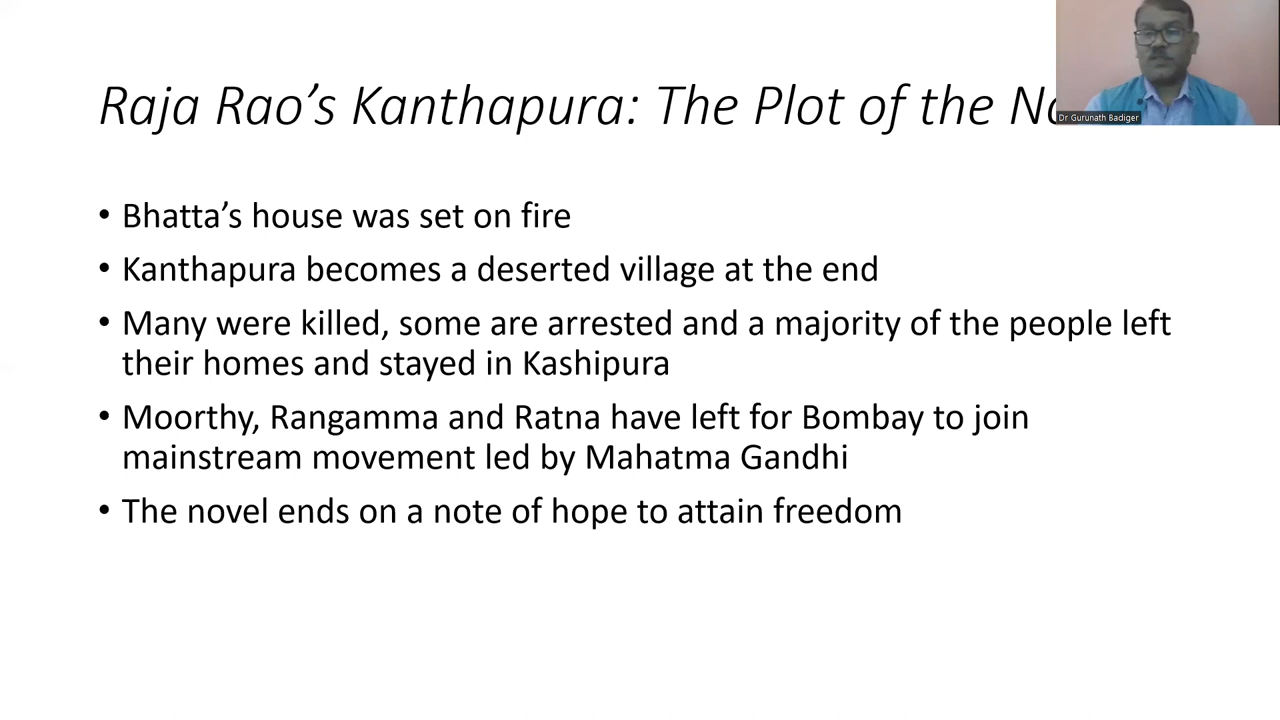 Raja Rao’s Kanthapura: The Plot of the
Dr Gurunath Badiger
• Bhatta’s house was set on fire
• Kanthapura becomes a deserted village at the end
• Many were killed, some are arrested and a majority of the people left
their homes and stayed in Kashipura
• Moorthy, Rangamma and Ratna have left for Bombay to join
mainstream movement led by Mahatma Gandhi
• The novel ends on a note of hope to attain freedom